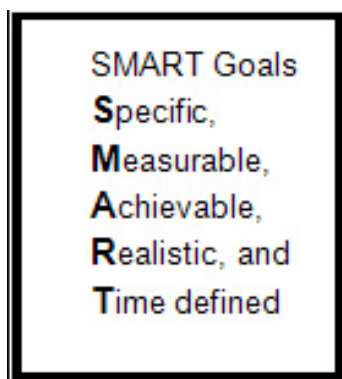 SMART Goals
Specific,
Measurable,
Achievable,
Realistic, and
Time defined